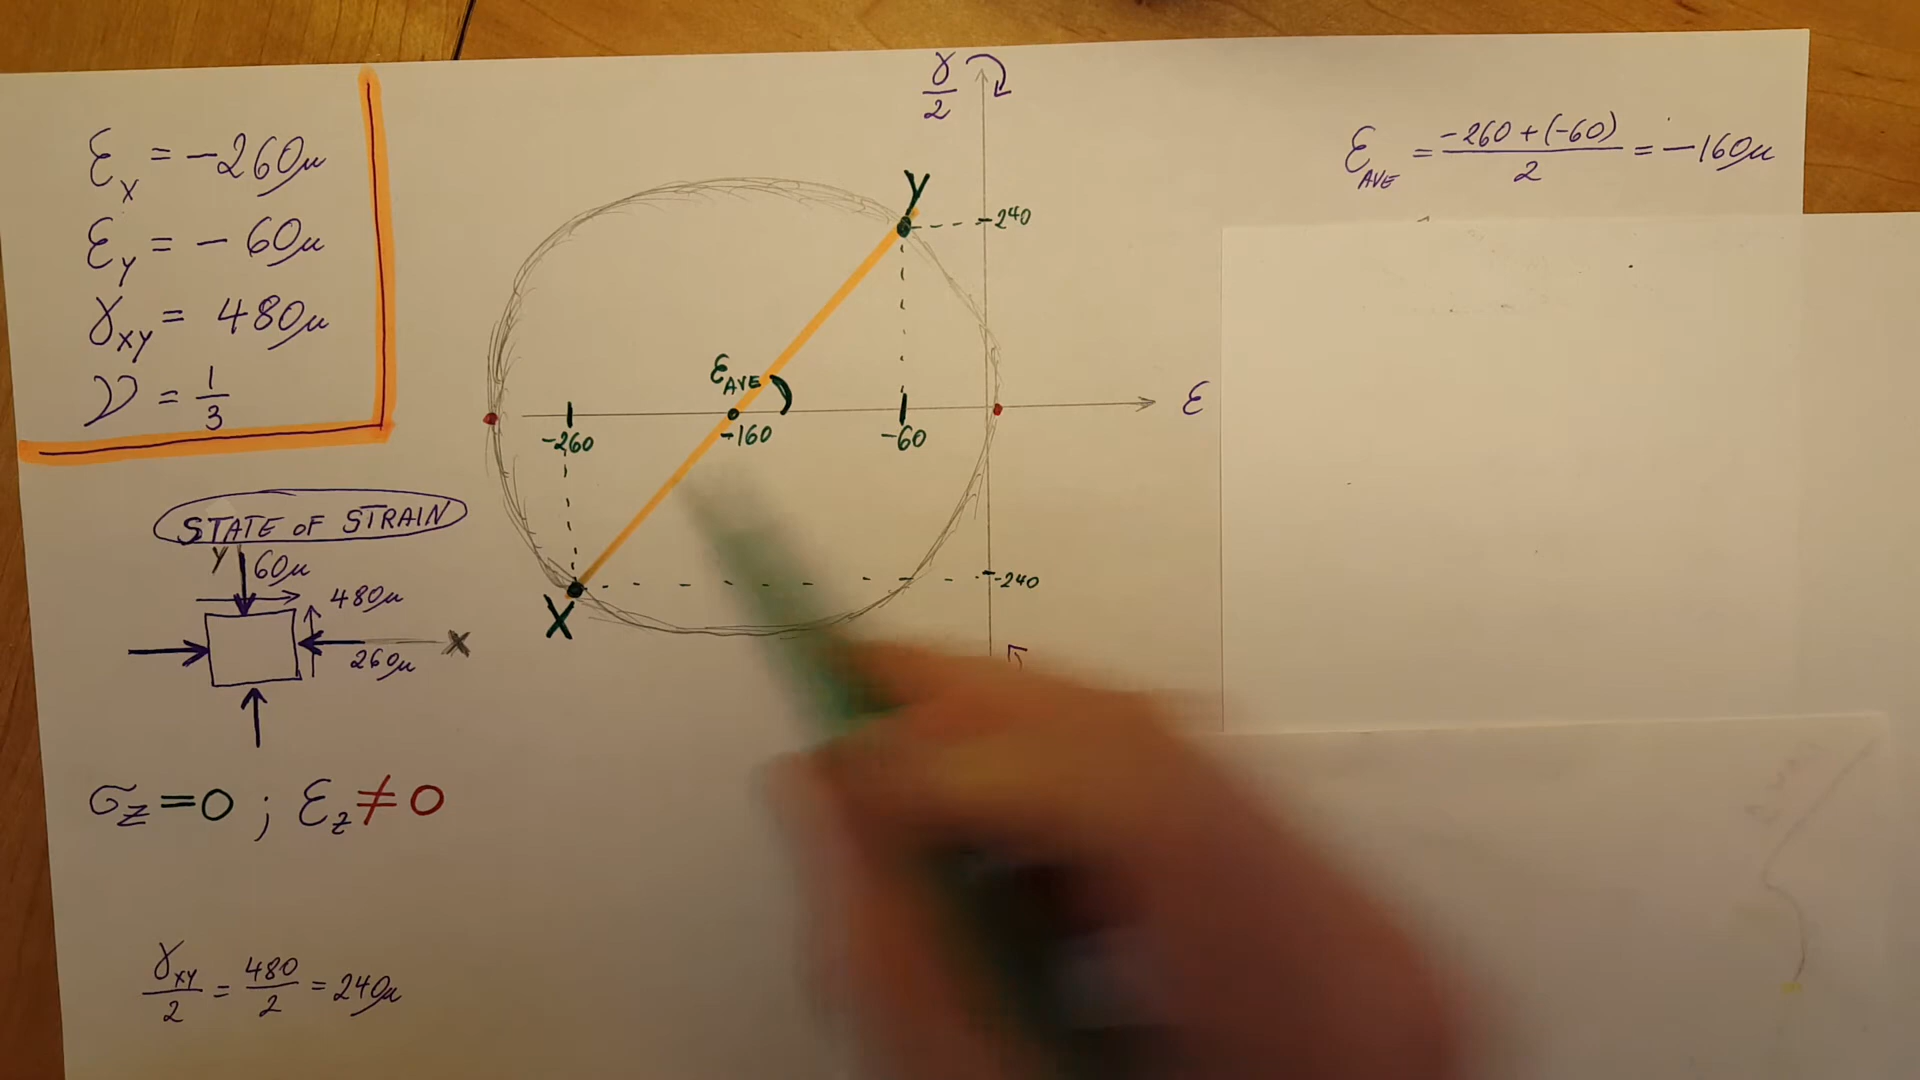 εx = -260μ
εy = - 60μ
γxy = 480μ
ν = 1/3
STATE OF STRAIN
Y
60μ
480μ
X
260μ
σz = 0 ; εz ≠ 0
γxy/2 = 480/2 = 240μ
γ/2
Y
240
εAVE
ε
-260
-160
-60
-240
X
εAVE = (-260 + (-60))/2 = -160μ